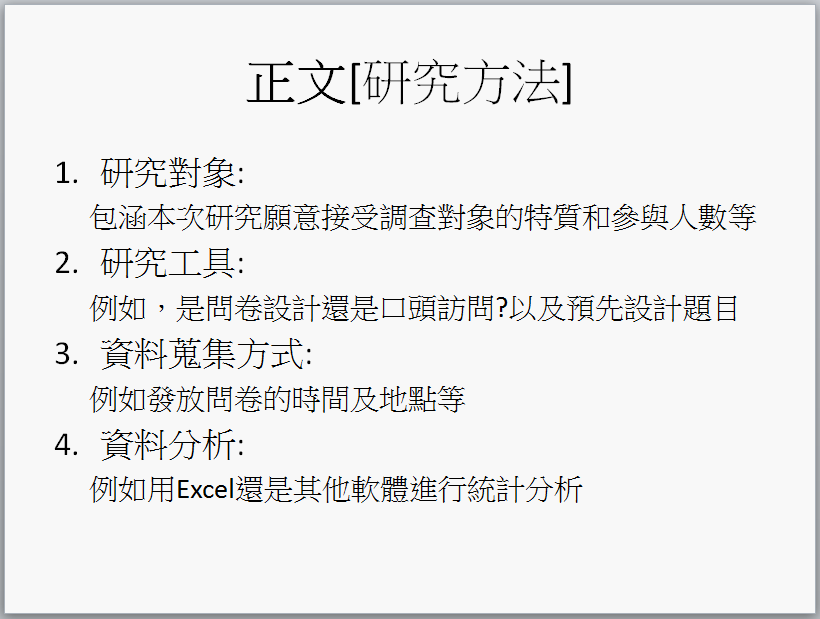 正文[研究方法]
1. 研究對象:
包涵本次研究願意接受調查對象的特質和參與人數等
2. 研究工具:
例如，是問卷設計還是口頭訪問?以及預先設計題目
3. 資料蒐集方式:
例如發放問卷的時間及地點等
4. 資料分析:
例如用Excel還是其他軟體進行統計分析